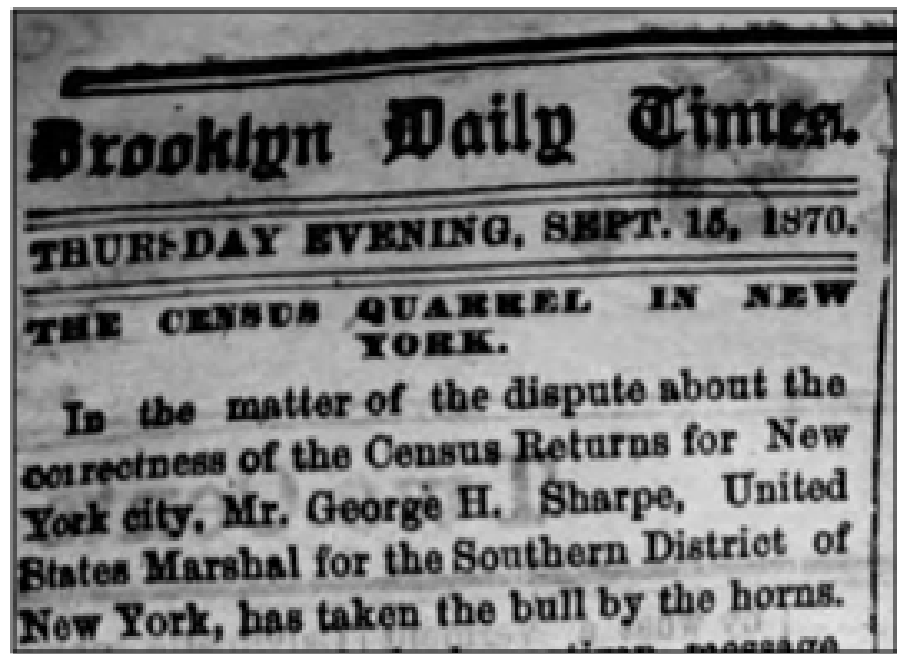 Brooklyn Daily Times.
THURSDAY EVENING, SEPT. 15, 1870.
THE CENSUS QUARREL IN NEW
YORK.
In the matter of the dispute about the
correctness of the Census Returns for New
York city, Mr. George H. Sharpe, United
States Marshal for the Southern District of
New York, has taken the bull by the horns.
message